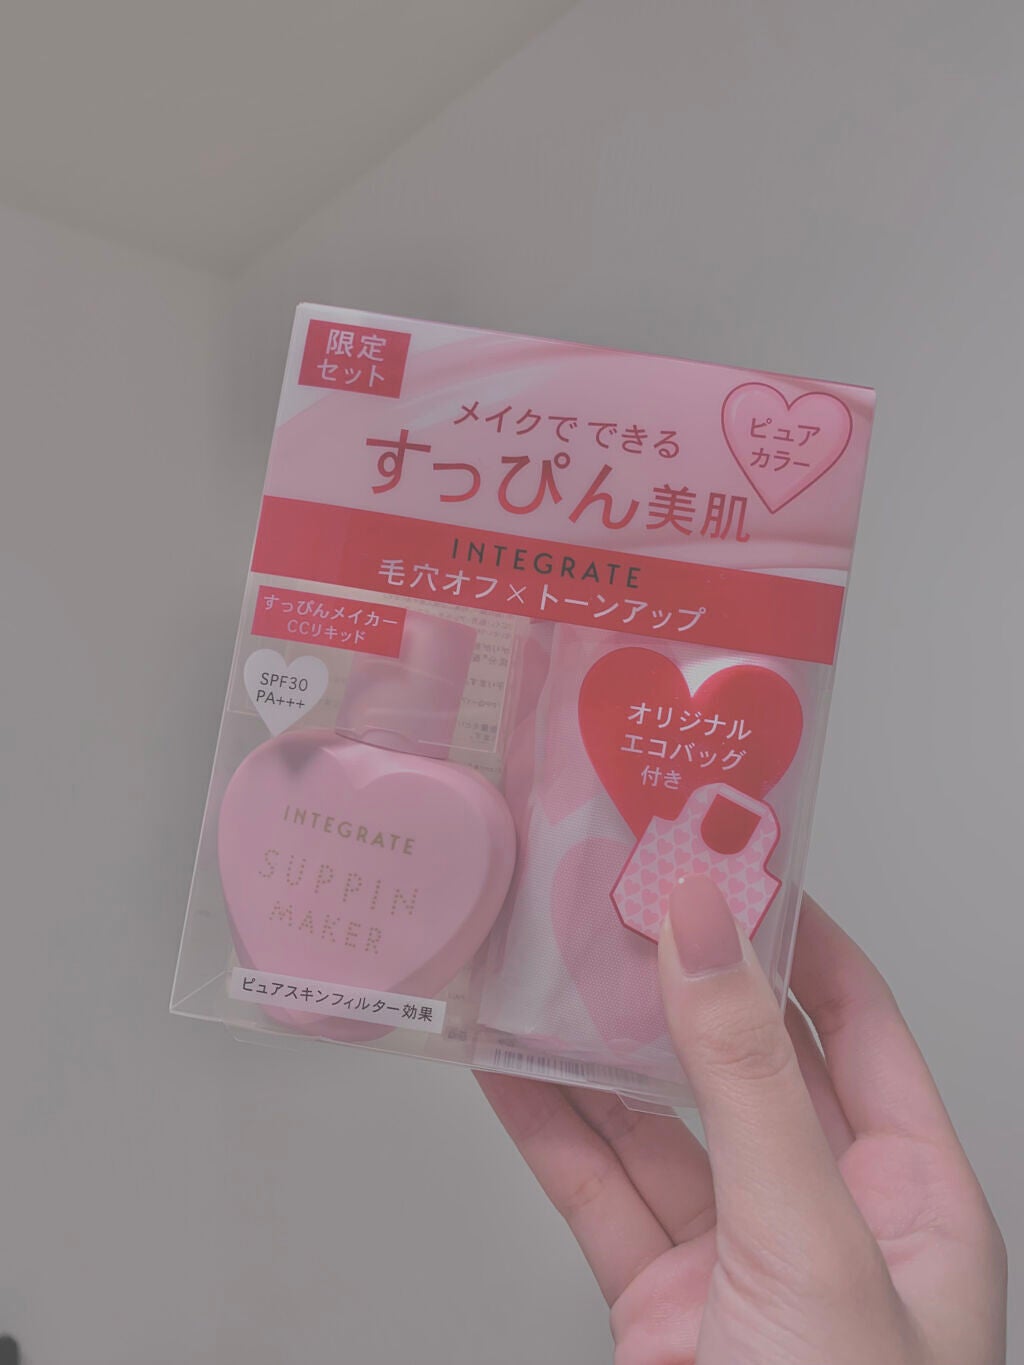 限定
セット
メイクでできる
すっぴん美肌
ピュア
カラー
INTEGRATE
毛穴オフ×トーンアップ
すっぴんメイカー
CCリキッド
SPF30
PA+++
オリジナル
エコバッグ
付き
INTEGRATE
SUPPIN
MAKER
ピュアスキンフィルター効果